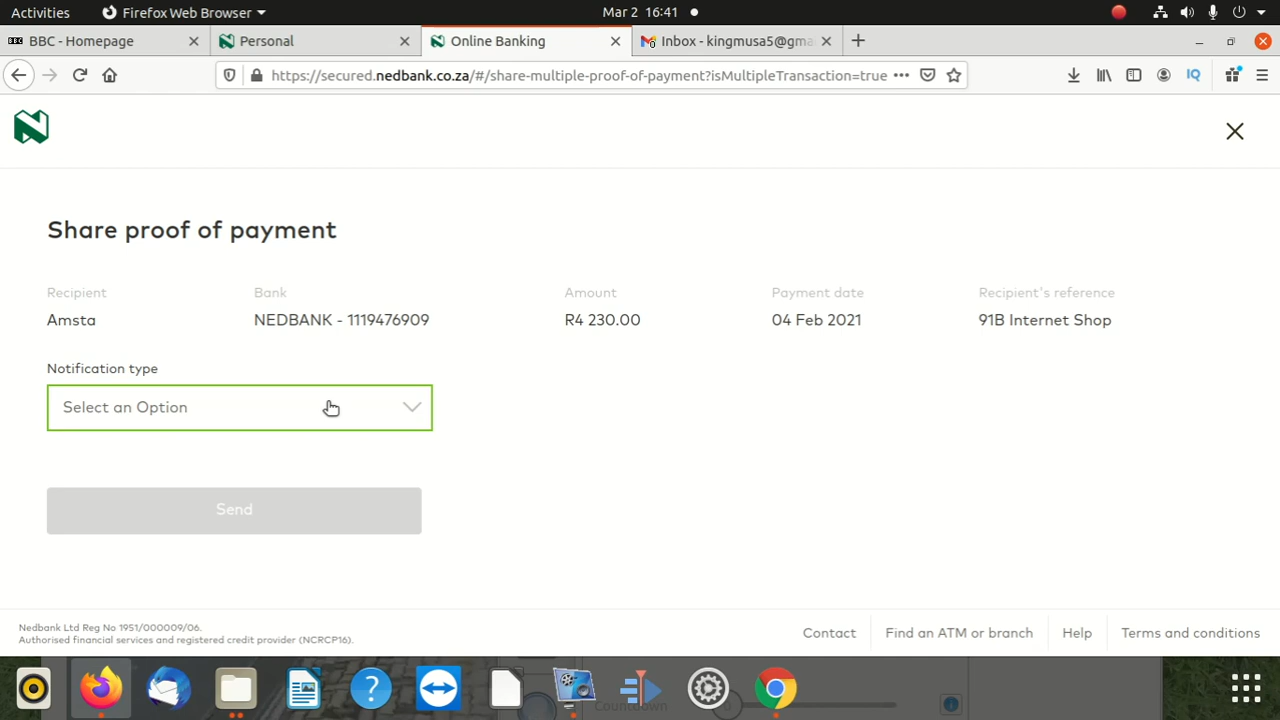 Activities Firefox Web Browser Mar 2 16:41
BBC BBC - Homepage Personal Online Banking Inbox - kingmusa5@gma
https://secured.nedbank.co.za/#/share-multiple-proof-of-payment?isMultipleTransaction=true IQ
Share proof of payment
Recipient Bank Amount Payment date Recipient's reference
Amsta NEDBANK - 1119476909 R4 230.00 04 Feb 2021 91B Internet Shop
Notification type
Select an Option
Send
Nedbank Ltd Reg No 1951/000009/06.
Authorised financial services and registered credit provider (NCRCP16).
Contact Find an ATM or branch Help Terms and conditions
Countdown